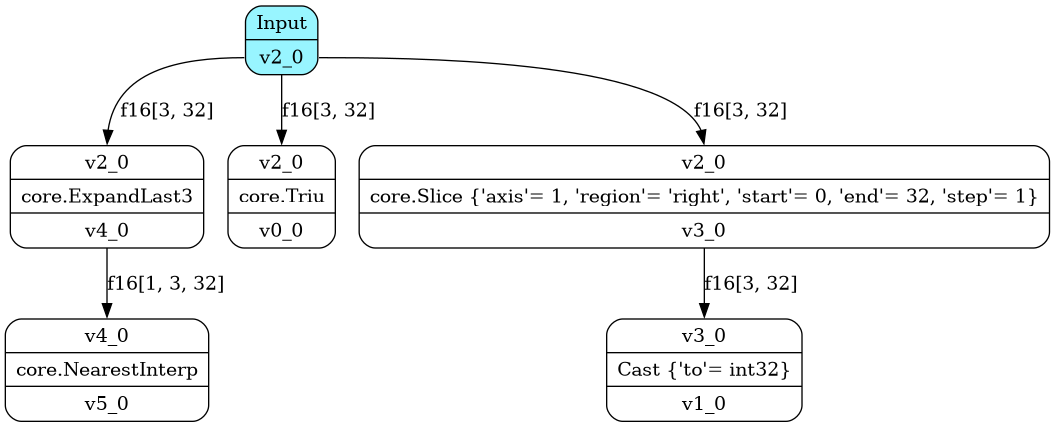 Input
v2_0
f16[3, 32]
f16[3, 32]
f16[3, 32]
v2_0
core.ExpandLast3
v4_0
v2_0
core.Triu
v0_0
v2_0
core.Slice {'axis'= 1, 'region'= 'right', 'start'= 0, 'end'= 32, 'step'= 1}
v3_0
f16[1, 3, 32]
f16[3, 32]
v4_0
core.NearestInterp
v5_0
v3_0
Cast {'to'= int32}
v1_0